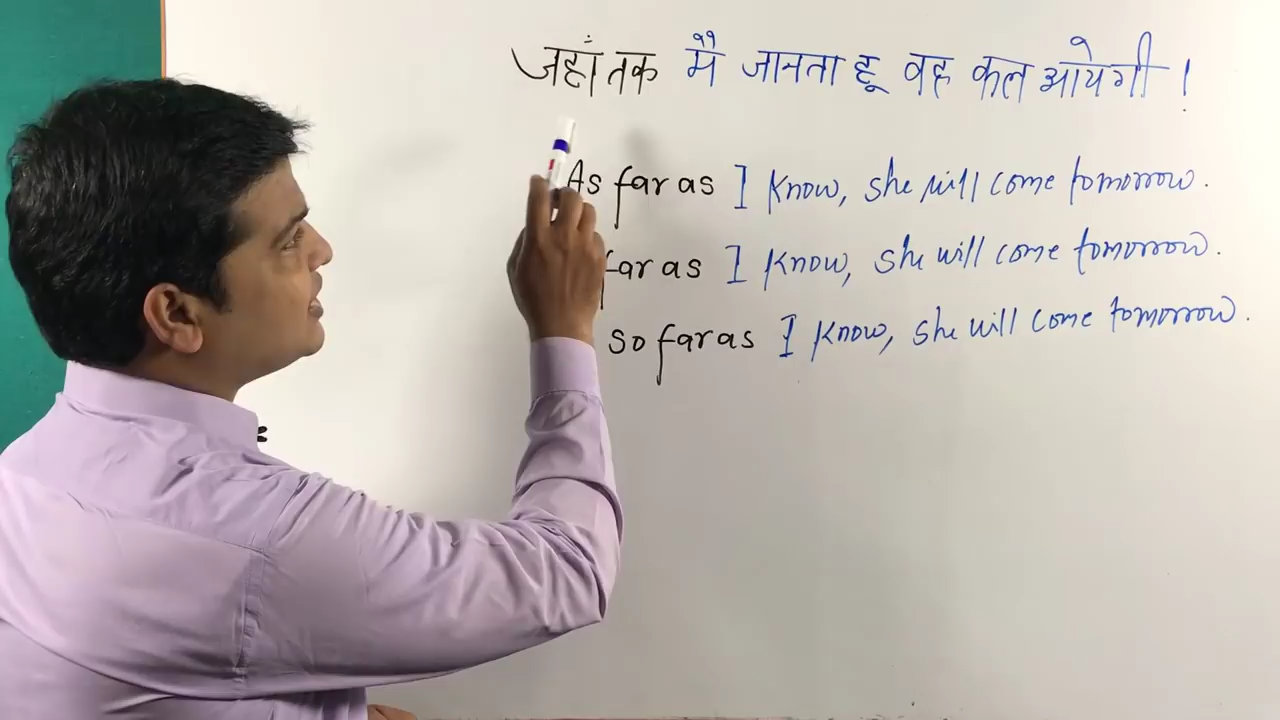 जहाँ तक मै जानता हू वह कल आयेगी !
As far as I know, she will come tomorrow.
far as I know, she will come tomorrow.
so far as I know, she will come tomorrow.